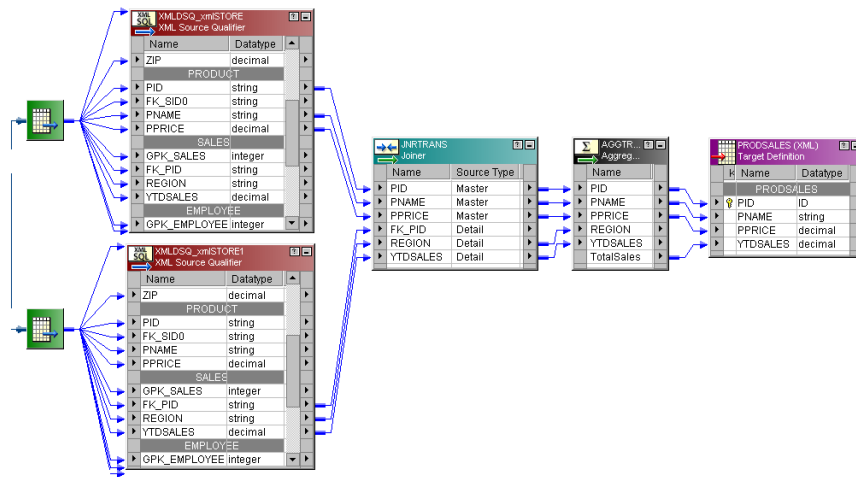 XMLDSQ_xmlSTORE
XML Source Qualifier
Name Datatype
ZIP decimal
PRODUCT
PID string
FK_SID0 string
PNAME string
PPRICE decimal
SALES
GPK_SALES integer
FK_PID string
REGION string
YTDSALES decimal
EMPLOYEE
GPK_EMPLOYEE integer
XMLDSQ_xmlSTORE1
XML Source Qualifier
Name Datatype
ZIP decimal
PRODUCT
PID string
FK_SID0 string
PNAME string
PPRICE decimal
SALES
GPK_SALES integer
FK_PID string
REGION string
YTDSALES decimal
EMPLOYEE
GPK_EMPLOYEE integer
JNRTRANS
Joiner
Name Source Type
PID Master
PNAME Master
PPRICE Master
FK_PID Detail
REGION Detail
YTDSALES Detail
AGGTR...
Aggreg...
Name
PID
PNAME
PPRICE
REGION
YTDSALES
TotalSales
PRODSALES (XML)
Target Definition
K Name Datatype
PRODSALES
PID ID
PNAME string
PPRICE decimal
YTDSALES decimal